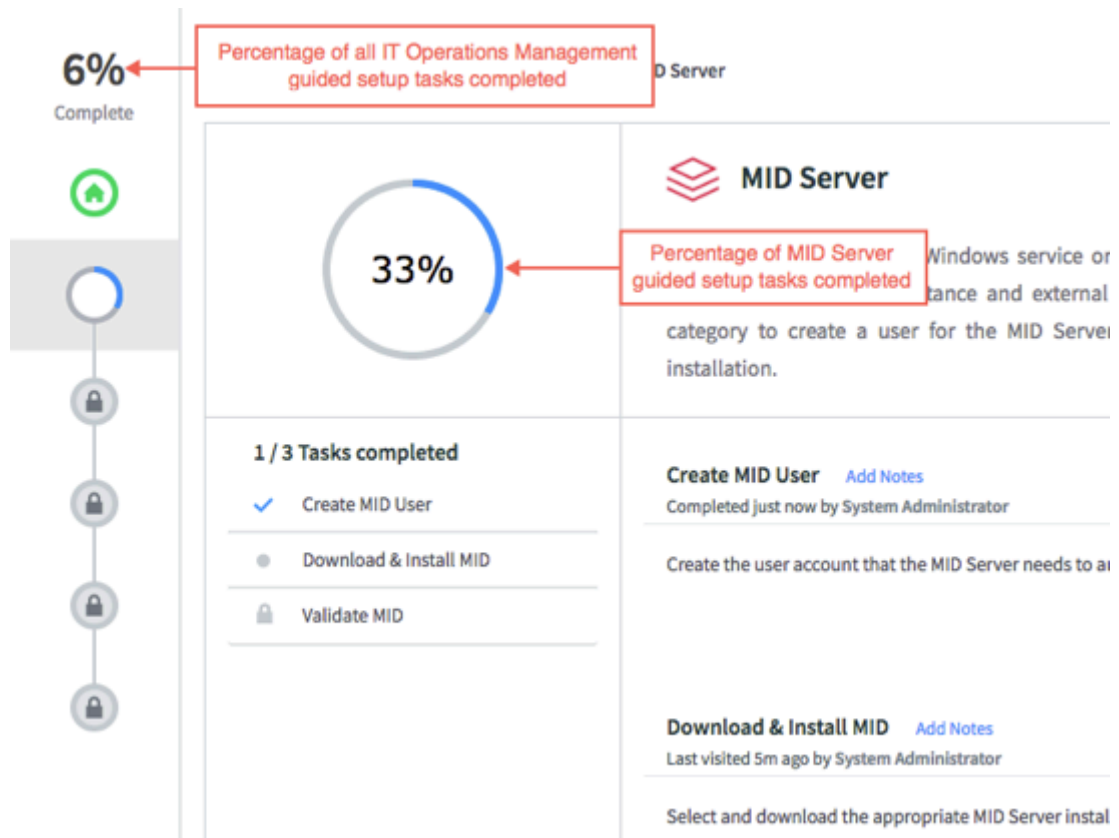 6%
Complete
Percentage of all IT Operations Management
guided setup tasks completed
D Server
33%
MID Server
Percentage of MID Server
guided setup tasks completed
Windows service or
tance and external
category to create a user for the MID Server
installation.
1 / 3 Tasks completed
Create MID User
Download & Install MID
Validate MID
Create MID User Add Notes
Completed just now by System Administrator
Create the user account that the MID Server needs to
Download & Install MID Add Notes
Last visited 5m ago by System Administrator
Select and download the appropriate MID Server instal